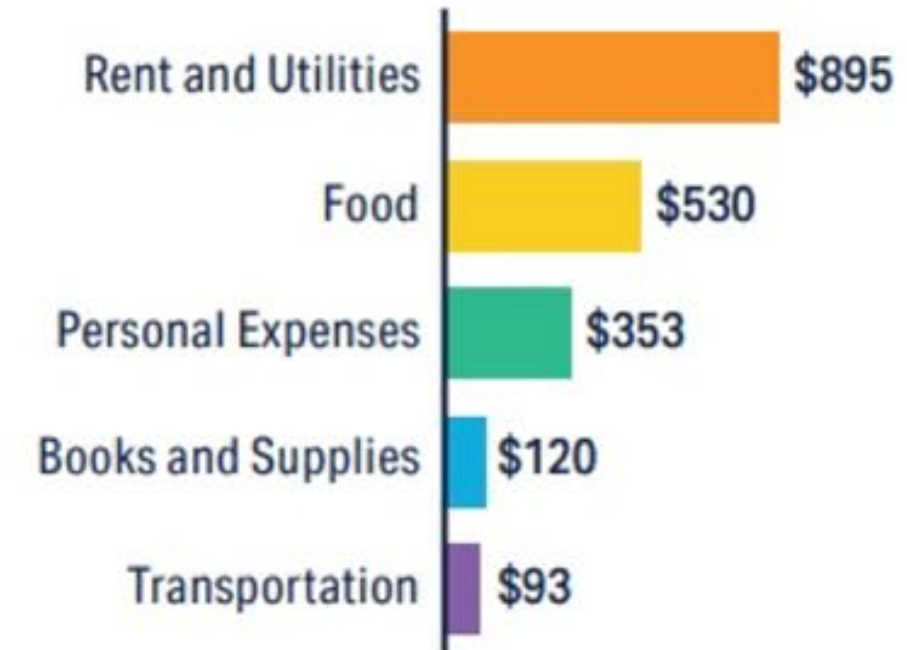 Rent and Utilities $895
Food $530
Personal Expenses $353
Books and Supplies $120
Transportation $93